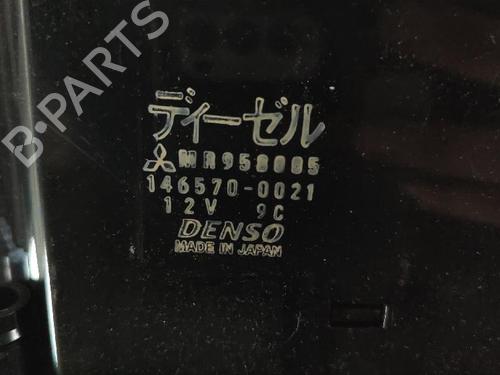 ディーゼル
MR958005
146570-0021
12V 9C
DENSO
MADE IN JAPAN
B-PARTS